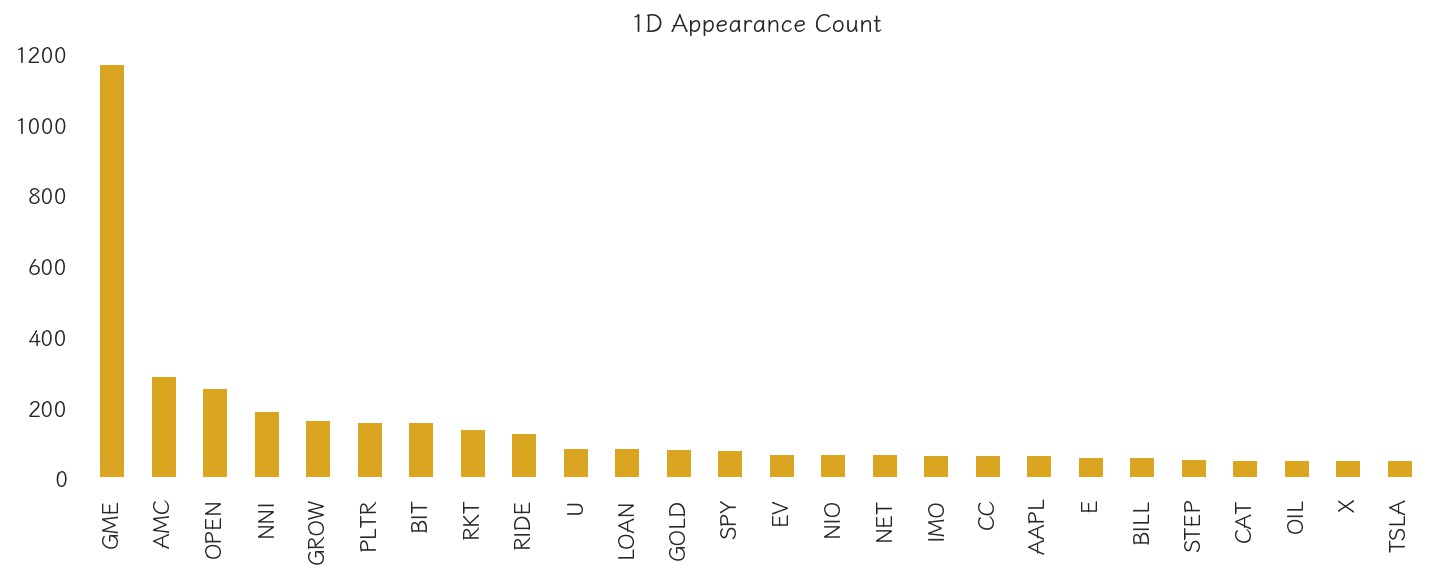 1D Appearance Count
1200
1000
800
600
400
200
0
GME
AMC
OPEN
NNI
GROW
PLTR
BIT
RKT
RIDE
U
LOAN
GOLD
SPY
EV
NIO
NET
IMO
CC
AAPL
E
BILL
STEP
CAT
OIL
X
TSLA